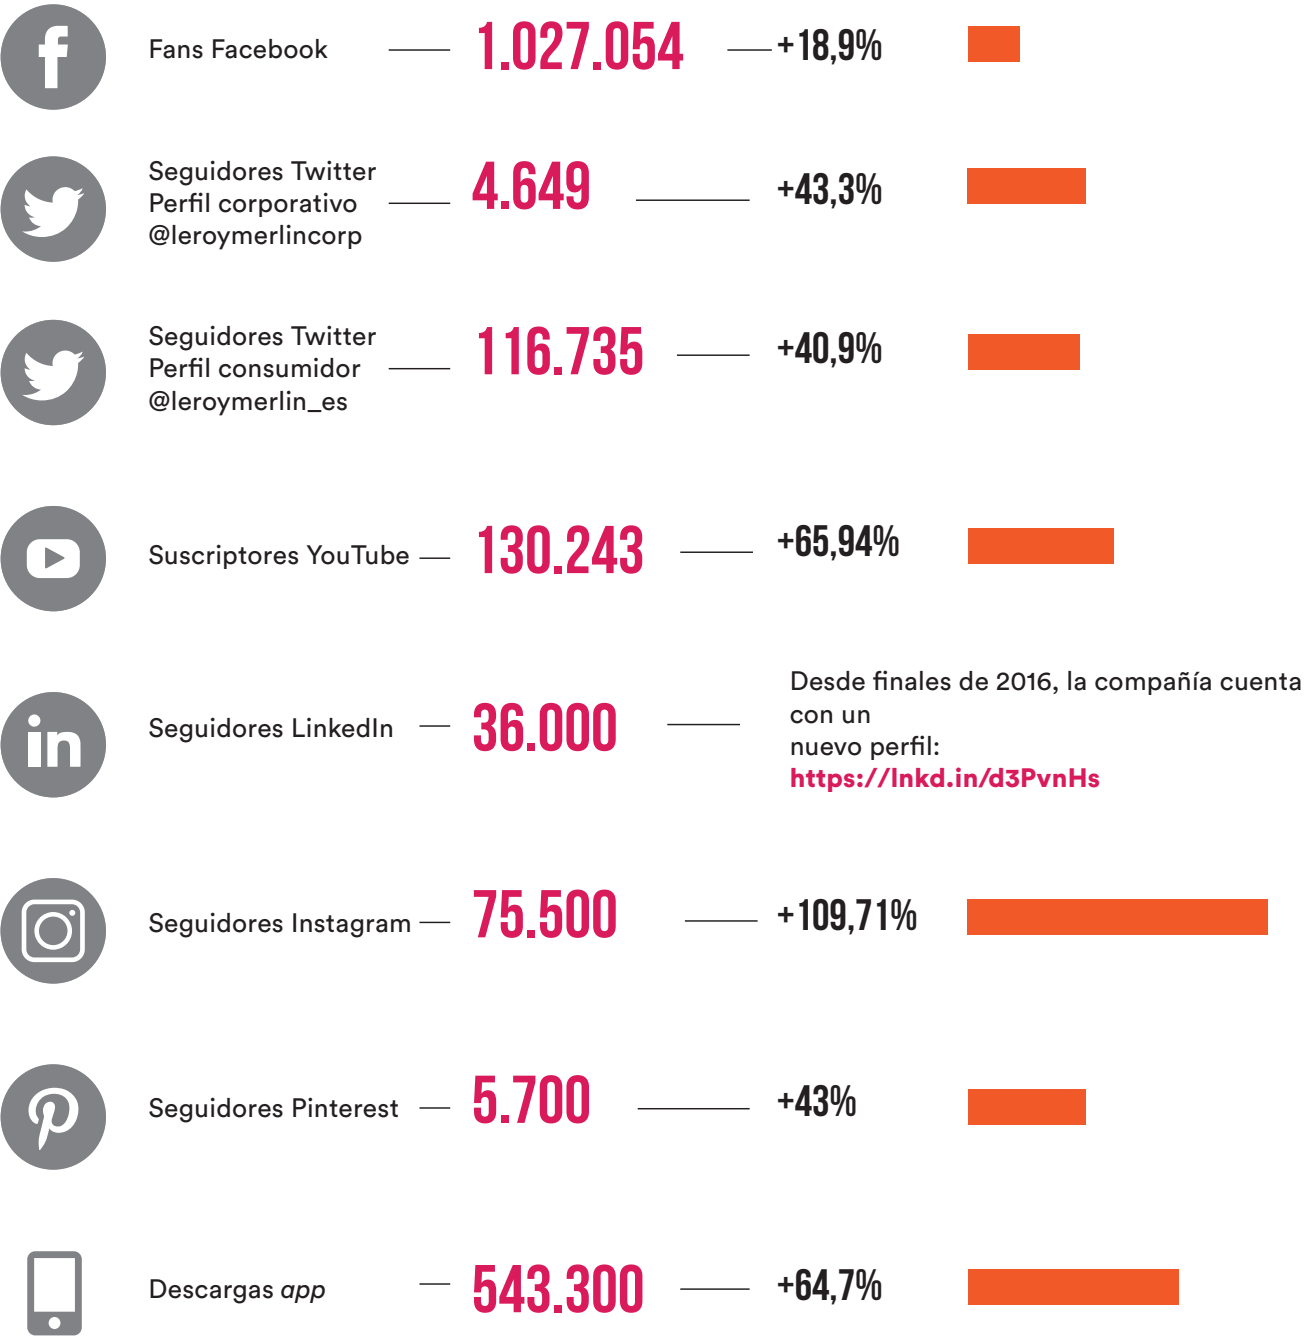 Fans Facebook
1.027.054
+18,9%
Seguidores Twitter
Perfil corporativo
@leroymerlincorp
4.649
+43,3%
Seguidores Twitter
Perfil consumidor
@leroymerlin_es
116.735
+40,9%
Suscriptores YouTube
130.243
+65,94%
Seguidores LinkedIn
36.000
Desde finales de 2016, la compañía cuenta
con un
nuevo perfil:
https://lnkd.in/d3PvnHs
Seguidores Instagram
75.500
+109,71%
Seguidores Pinterest
5.700
+43%
Descargas app
543.300
+64,7%